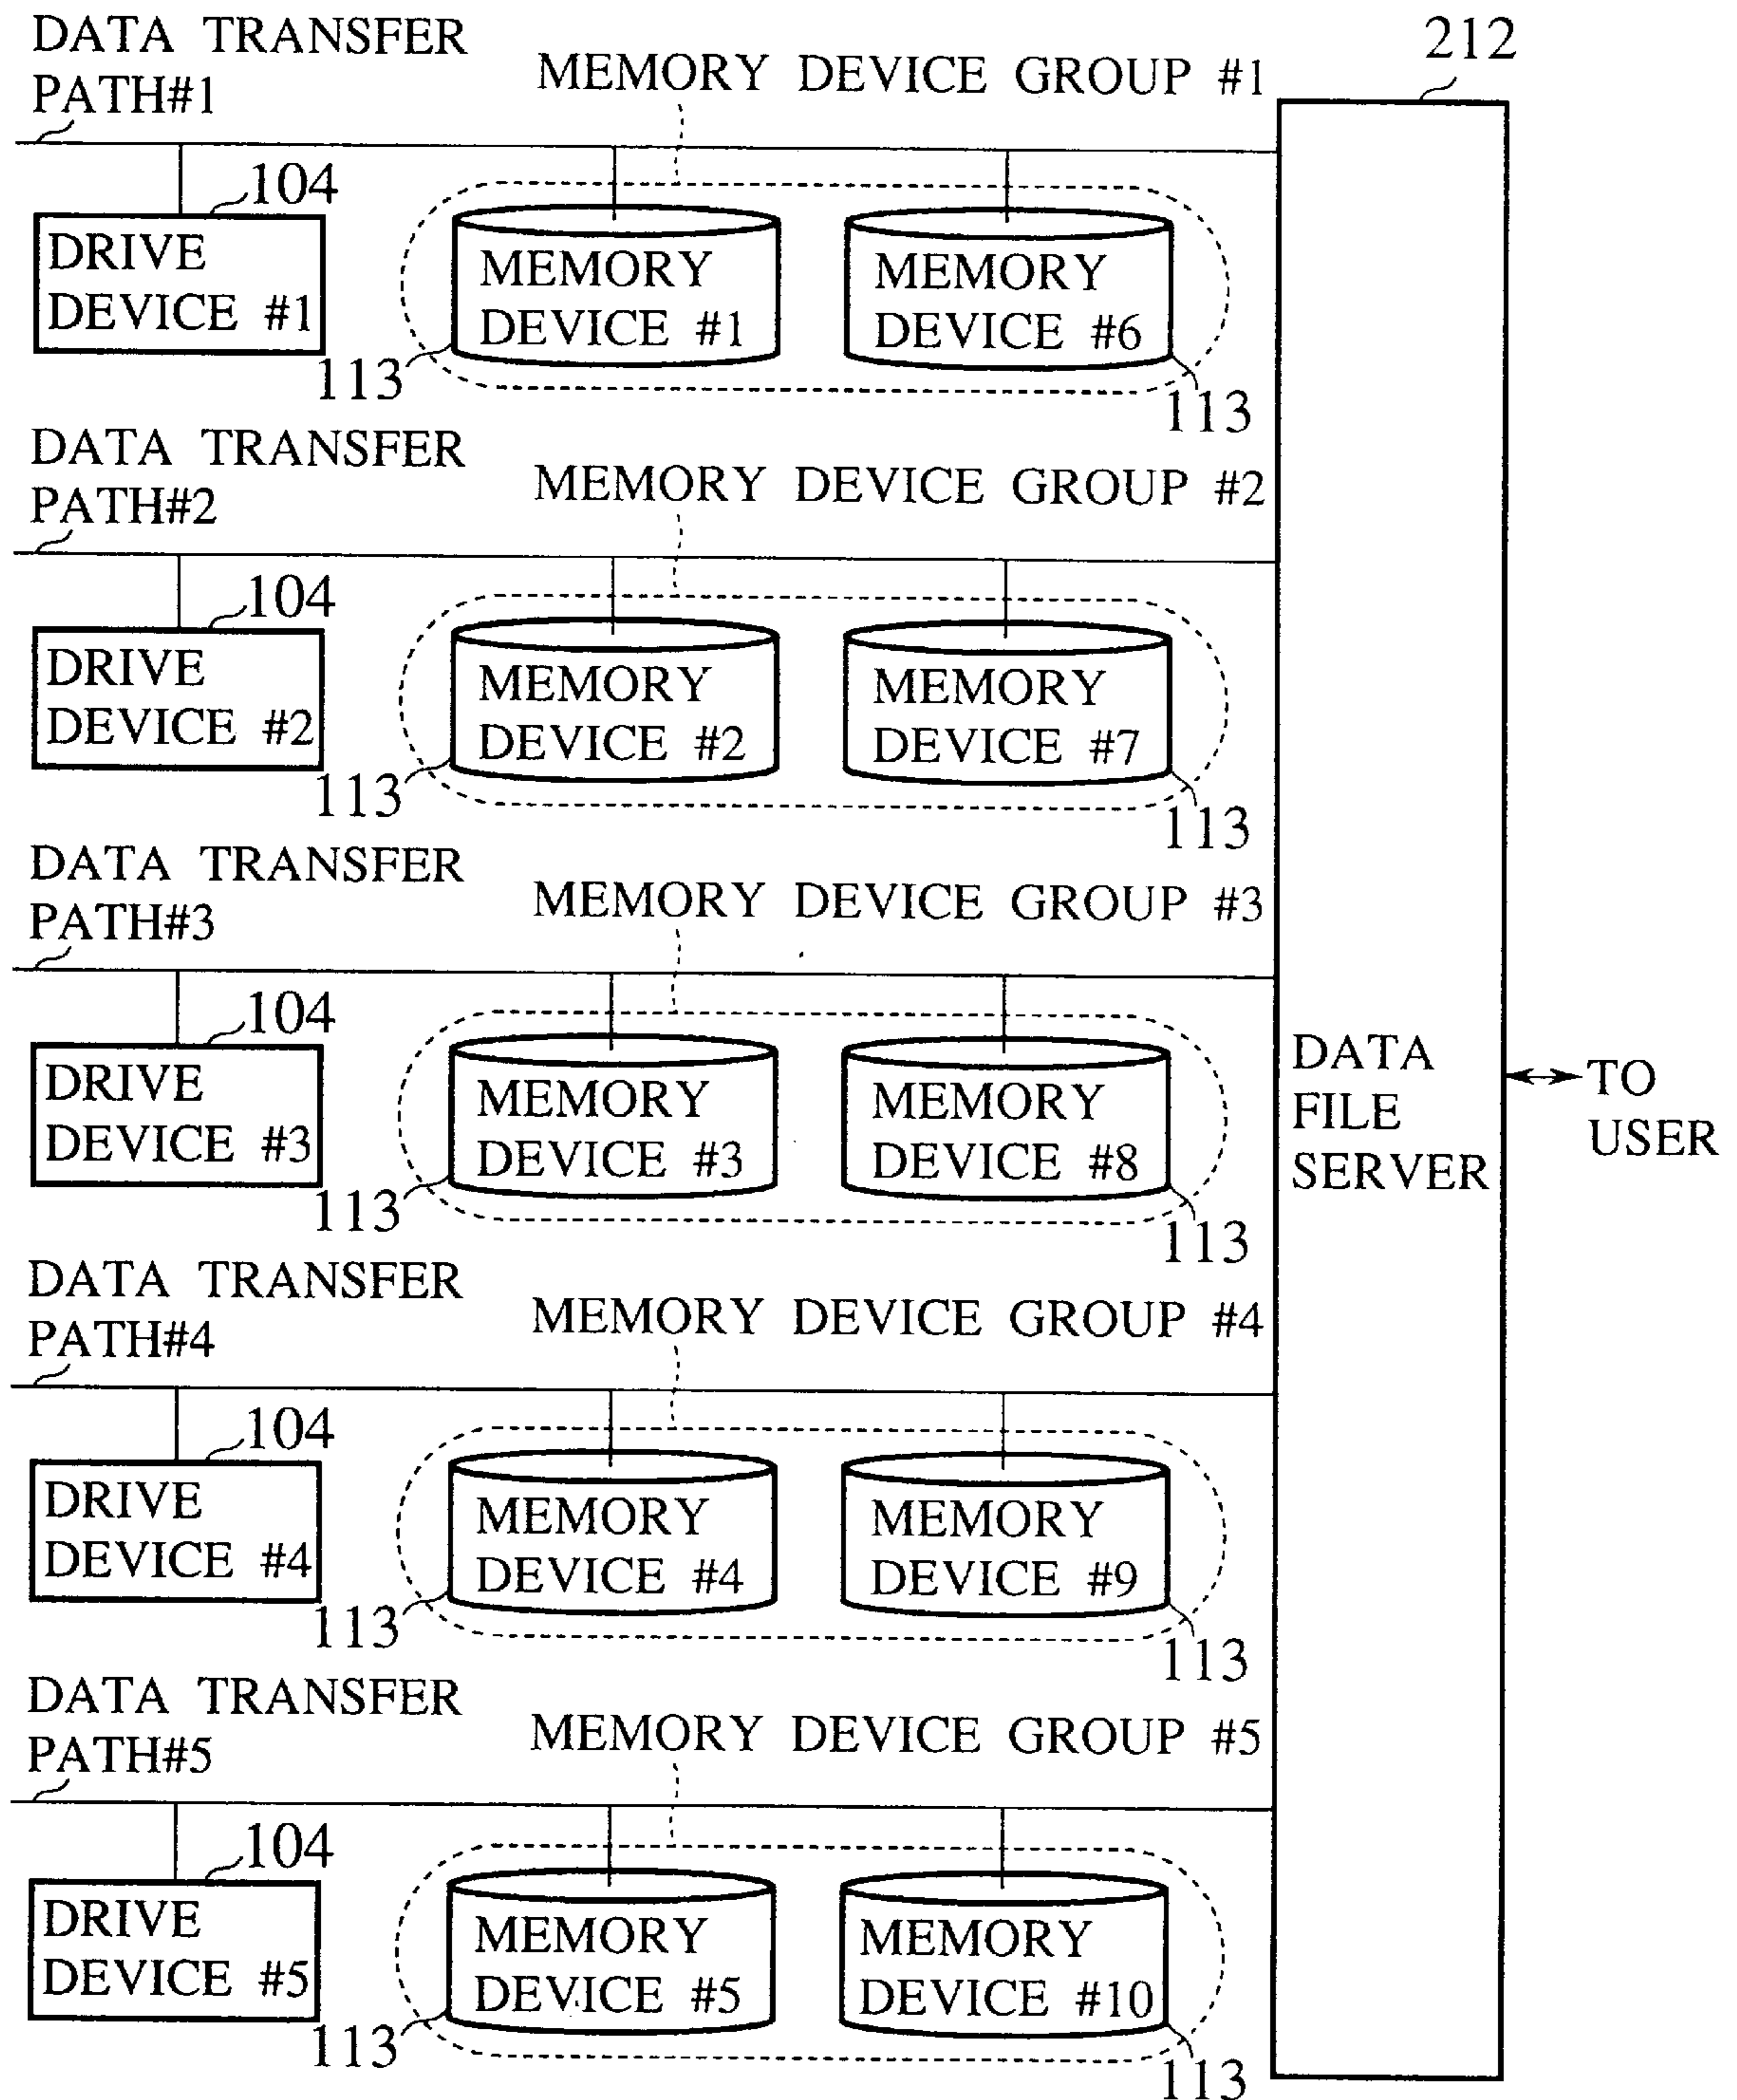 DATA TRANSFER
PATH#1
MEMORY DEVICE GROUP #1
212
104
DRIVE
DEVICE #1
MEMORY
DEVICE #1
MEMORY
DEVICE #6
113
113
DATA TRANSFER
PATH#2
MEMORY DEVICE GROUP #2
104
DRIVE
DEVICE #2
MEMORY
DEVICE #2
MEMORY
DEVICE #7
113
113
DATA TRANSFER
PATH#3
MEMORY DEVICE GROUP #3
104
DRIVE
DEVICE #3
MEMORY
DEVICE #3
MEMORY
DEVICE #8
113
113
DATA
FILE
SERVER
TO
USER
DATA TRANSFER
PATH#4
MEMORY DEVICE GROUP #4
104
DRIVE
DEVICE #4
MEMORY
DEVICE #4
MEMORY
DEVICE #9
113
113
DATA TRANSFER
PATH#5
MEMORY DEVICE GROUP #5
104
DRIVE
DEVICE #5
MEMORY
DEVICE #5
MEMORY
DEVICE #10
113
113